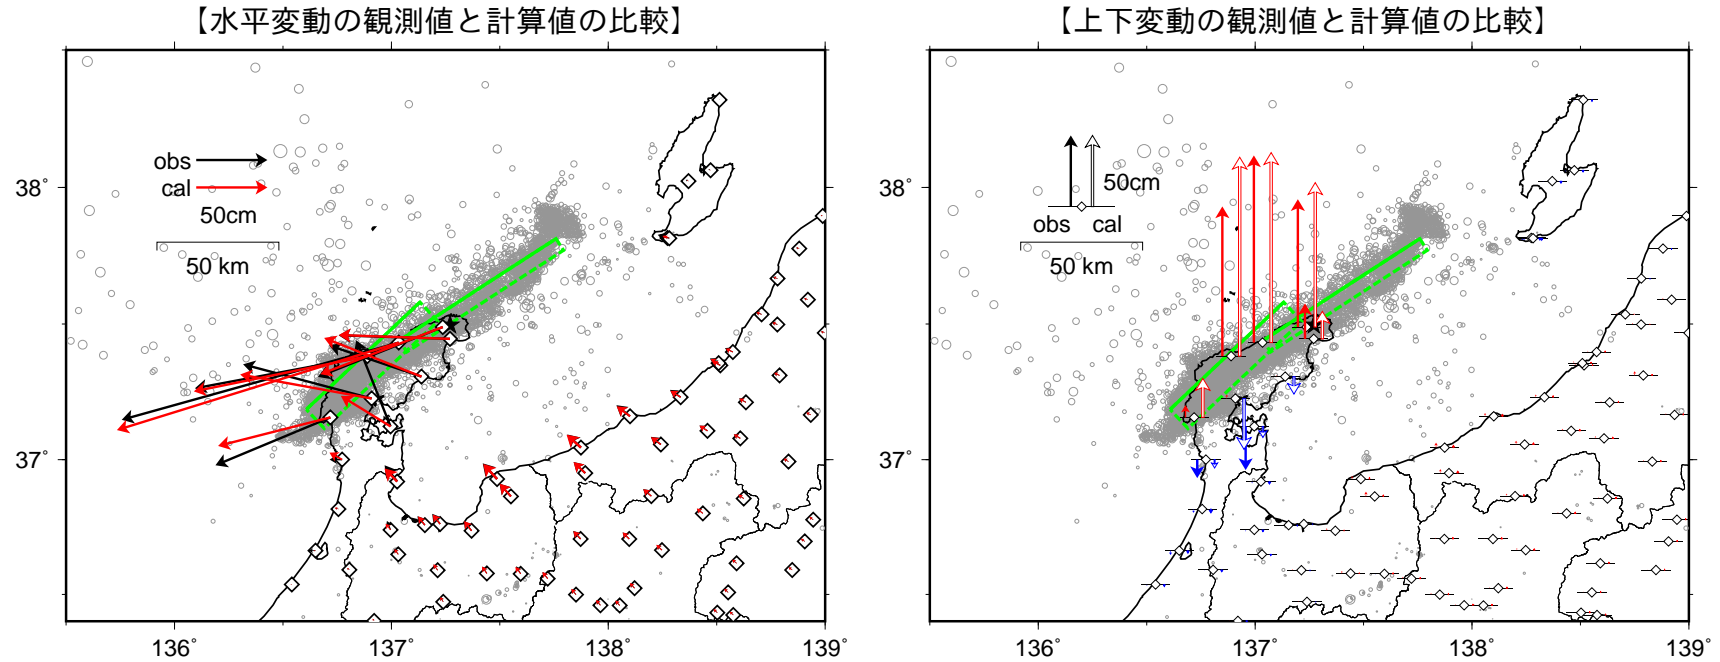 【水平変動の観測値と計算値の比較】
obs
cal
50cm
50 km
38°
37°
136°
137°
138°
139°
【上下変動の観測値と計算値の比較】
50cm
obs
cal
50 km
38°
37°
136°
137°
138°
139°